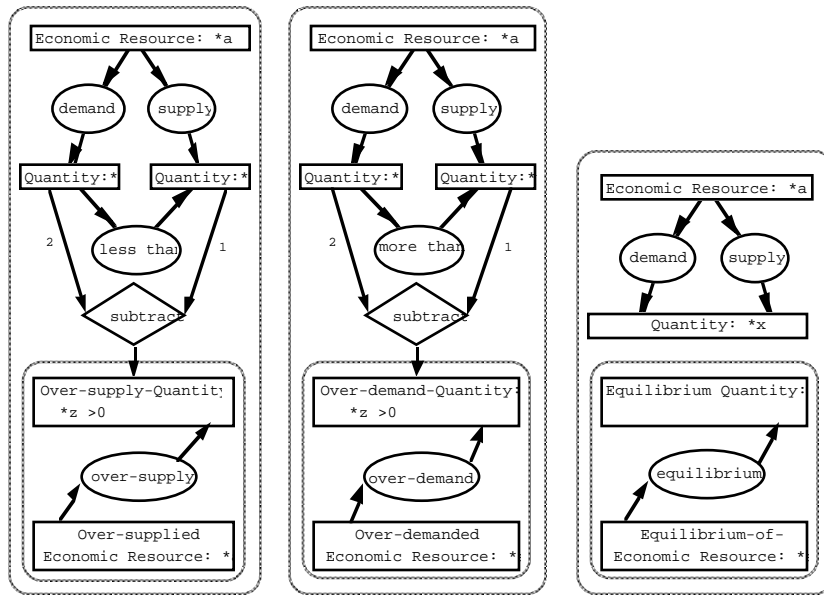 Economic Resource: *a
demand
supply
Quantity:*
Quantity:*
2
less than
1
subtract
Over-supply-Quantity
*z >0
over-supply
Over-supplied
Economic Resource: *
Economic Resource: *a
demand
supply
Quantity:*
Quantity:*
2
more than
1
subtract
Over-demand-Quantity:
*z >0
over-demand
Over-demanded
Economic Resource: *
Economic Resource: *a
demand
supply
Quantity: *x
Equilibrium Quantity:
equilibrium
Equilibrium-of-
Economic Resource: *